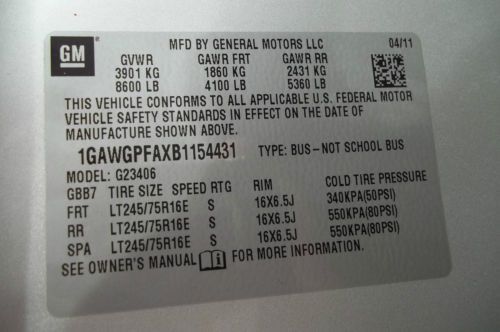 GM
MFD BY GENERAL MOTORS LLC 04/11
GVWR GAWR FRT GAWR RR
3901 KG 1860 KG 2431 KG
8600 LB 4100 LB 5360 LB
THIS VEHICLE CONFORMS TO ALL APPLICABLE U.S. FEDERAL MOTOR
VEHICLE SAFETY STANDARDS IN EFFECT ON THE DATE OF
MANUFACTURE SHOWN ABOVE.
1GAWGPFAXB1154431 TYPE: BUS–NOT SCHOOL BUS
MODEL: G23406
GBB7 TIRE SIZE SPEED RTG RIM COLD TIRE PRESSURE
FRT LT245/75R16E S 16X6.5J 340KPA(50PSI)
RR LT245/75R16E S 16X6.5J 550KPA(80PSI)
SPA LT245/75R16E S 16X6.5J 550KPA(80PSI)
SEE OWNER'S MANUAL FOR MORE INFORMATION.